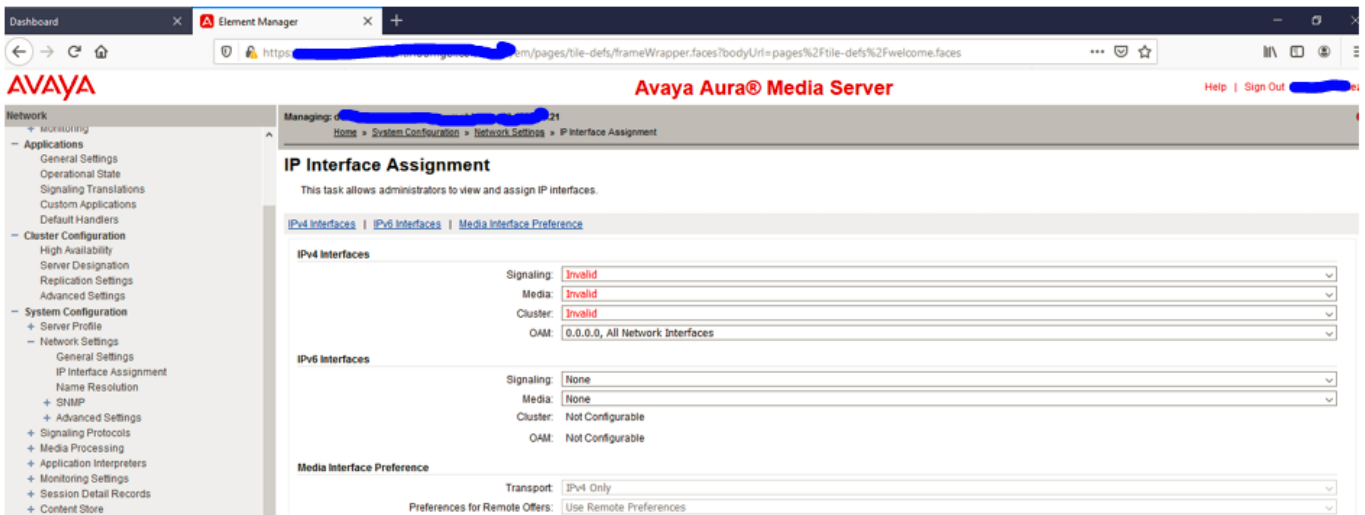 Dashboard
Element Manager
https:
em/pages/tile-defs/frameWrapper.faces?bodyUrl=pages%2Ftile-defs%2Fwelcome.faces
AVAYA
Avaya Aura® Media Server
Help | Sign Out
Network
Managing: d
21
Home » System Configuration » Network Settings » IP Interface Assignment
+ Monitoring
− Applications
General Settings
Operational State
Signaling Translations
Custom Applications
Default Handlers
− Cluster Configuration
High Availability
Server Designation
Replication Settings
Advanced Settings
− System Configuration
+ Server Profile
− Network Settings
General Settings
IP Interface Assignment
Name Resolution
+ SNMP
+ Advanced Settings
+ Signaling Protocols
+ Media Processing
+ Application Interpreters
+ Monitoring Settings
+ Session Detail Records
+ Content Store
IP Interface Assignment
This task allows administrators to view and assign IP interfaces.
IPv4 Interfaces | IPv6 Interfaces | Media Interface Preference
IPv4 Interfaces
Signaling: Invalid
Media: Invalid
Cluster: Invalid
OAM: 0.0.0.0, All Network Interfaces
IPv6 Interfaces
Signaling: None
Media: None
Cluster: Not Configurable
OAM: Not Configurable
Media Interface Preference
Transport: IPv4 Only
Preferences for Remote Offers: Use Remote Preferences